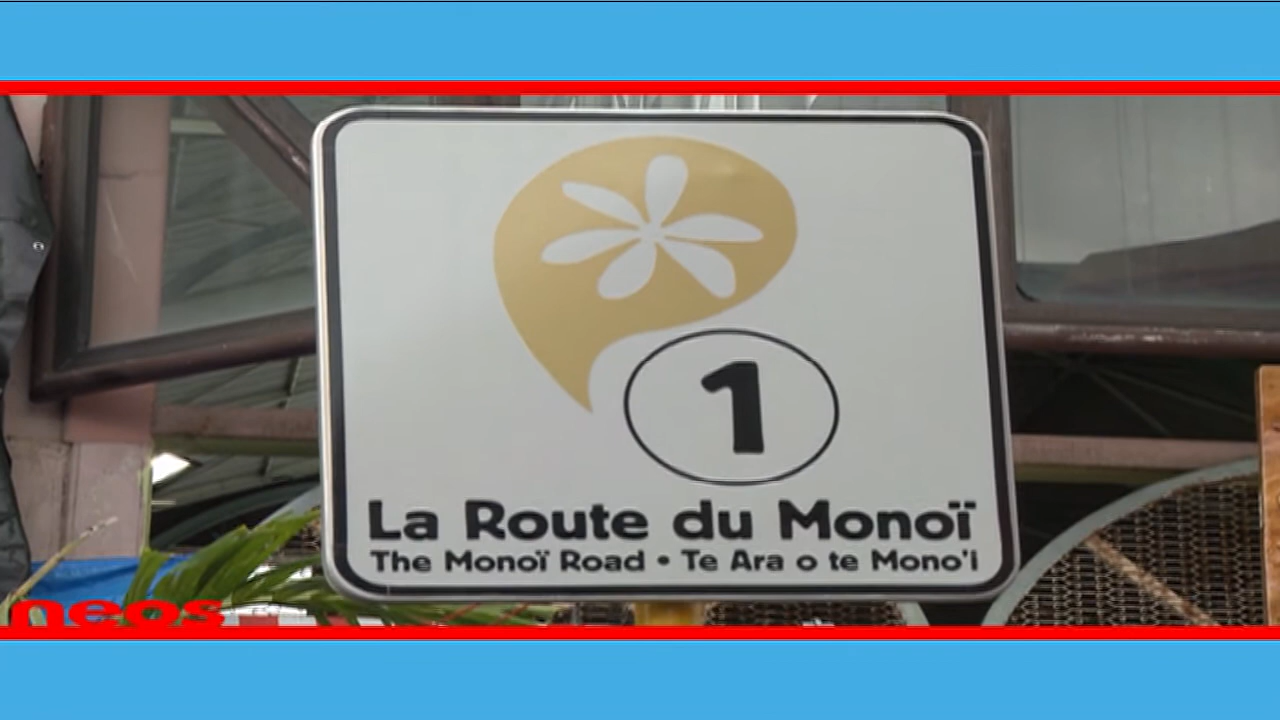 1
La Route du Monoï
The Monoï Road • Te Ara o te Mono'i
neos